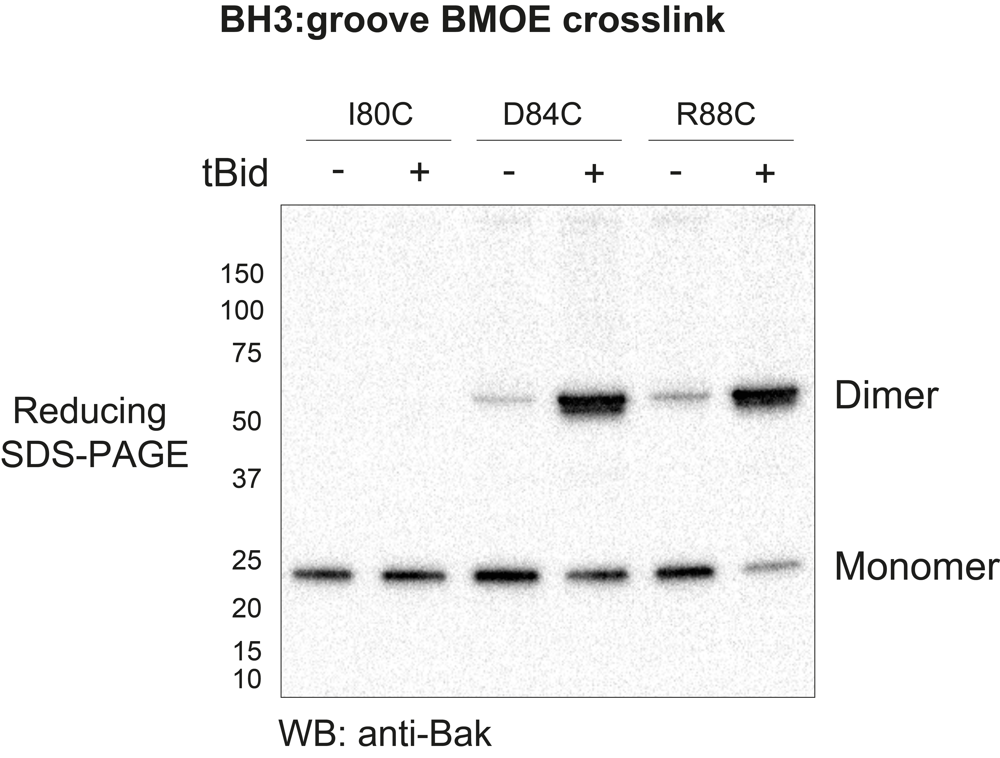 BH3:groove BMOE crosslink
I80C D84C R88C
tBid - + - + - +
150
100
75
Dimer
Reducing
50
SDS-PAGE
37
25
Monomer
20
15
10
WB: anti-Bak